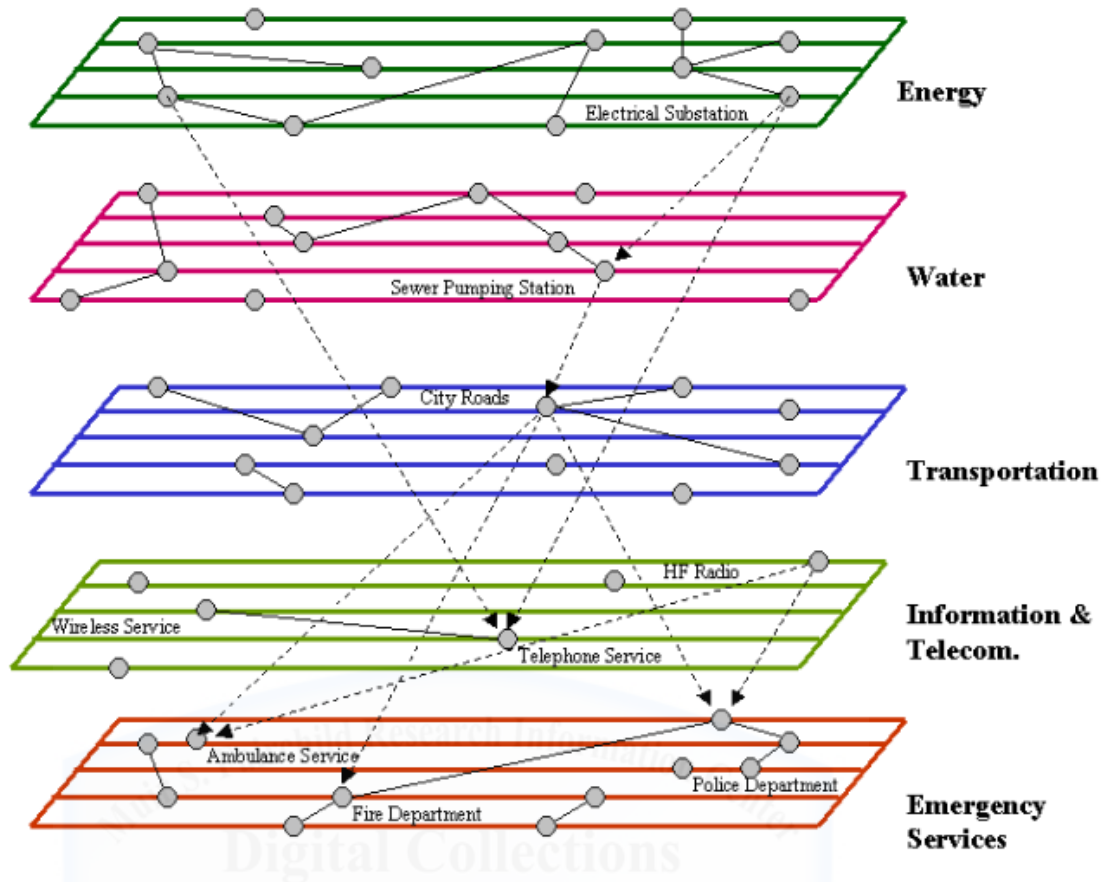 Energy
Electrical Substation
Water
Sewer Pumping Station
City Roads
Transportation
HF Radio
Wireless Service
Information &
Telecom.
Telephone Service
Ambulance Service
Police Department
Fire Department
Emergency
Services
Digital Collections